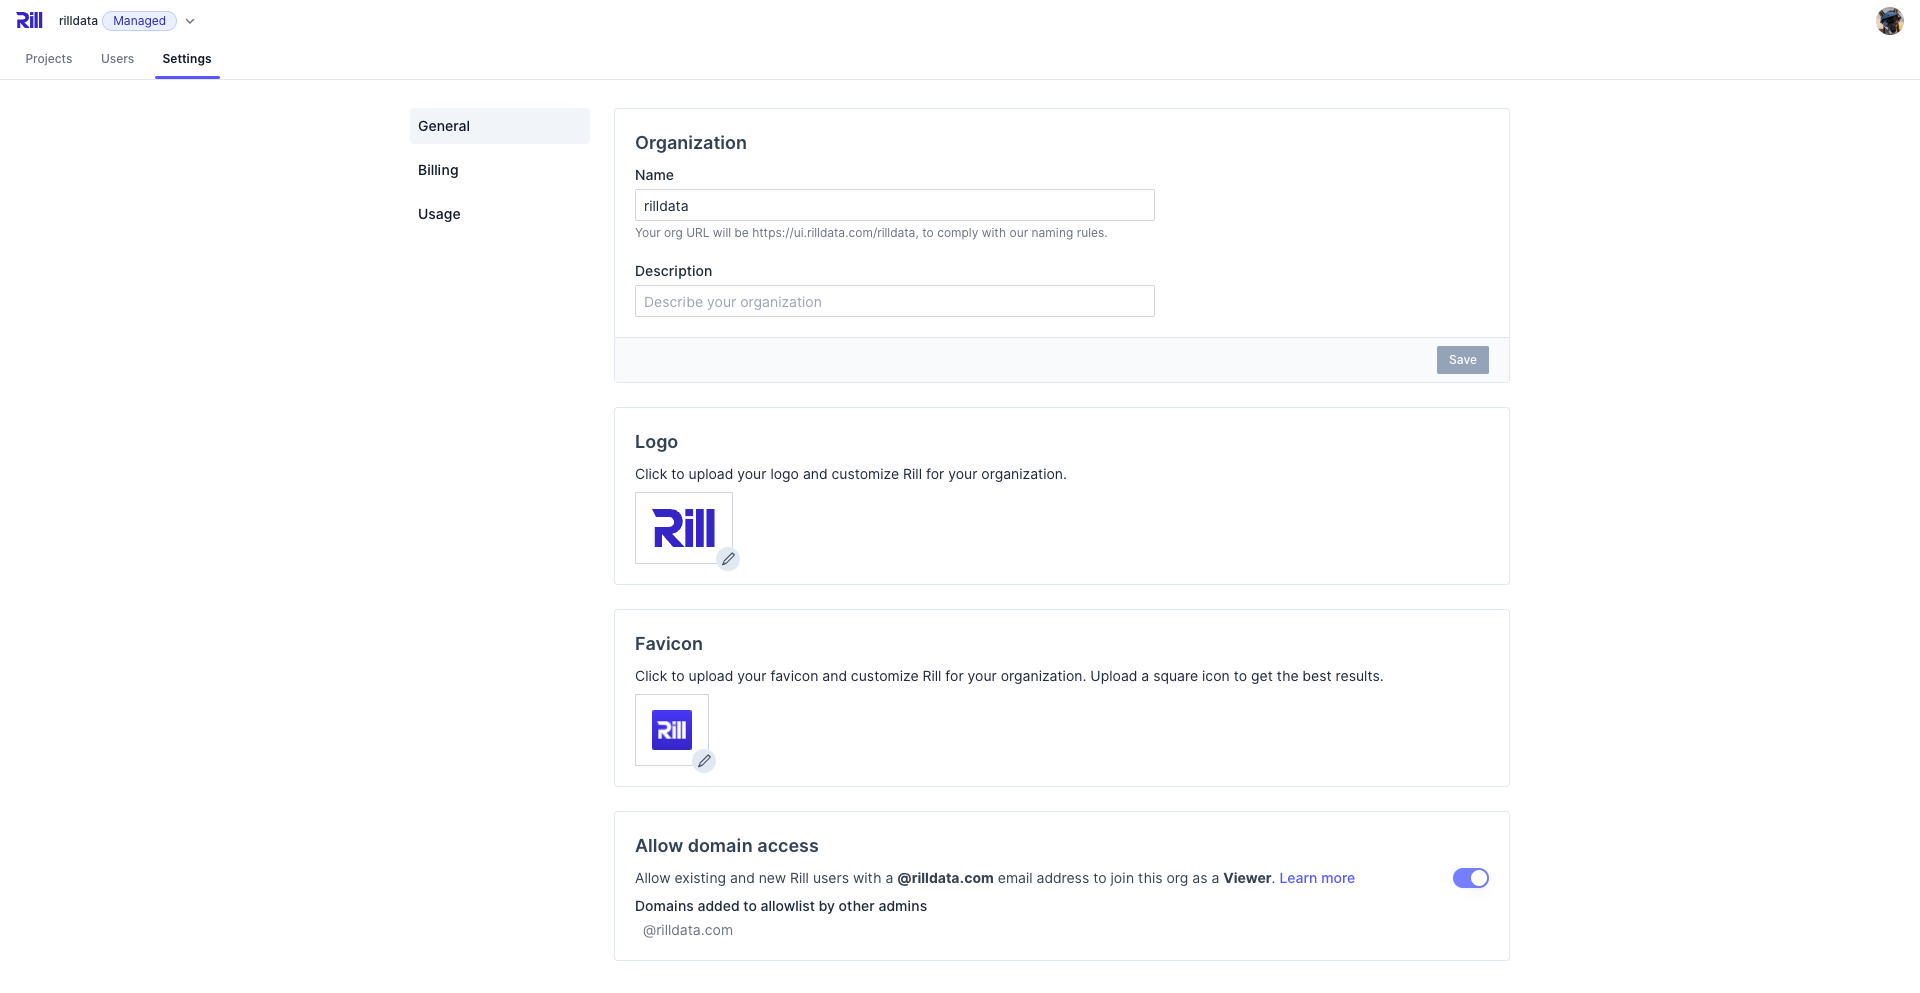 Rill rilldata Managed
Projects Users Settings
General
Billing
Usage
Organization
Name
rilldata
Your org URL will be https://ui.rilldata.com/rilldata, to comply with our naming rules.
Description
Describe your organization
Save
Logo
Click to upload your logo and customize Rill for your organization.
Rill
Favicon
Click to upload your favicon and customize Rill for your organization. Upload a square icon to get the best results.
Rill
Allow domain access
Allow existing and new Rill users with a @rilldata.com email address to join this org as a Viewer. Learn more
Domains added to allowlist by other admins
@rilldata.com